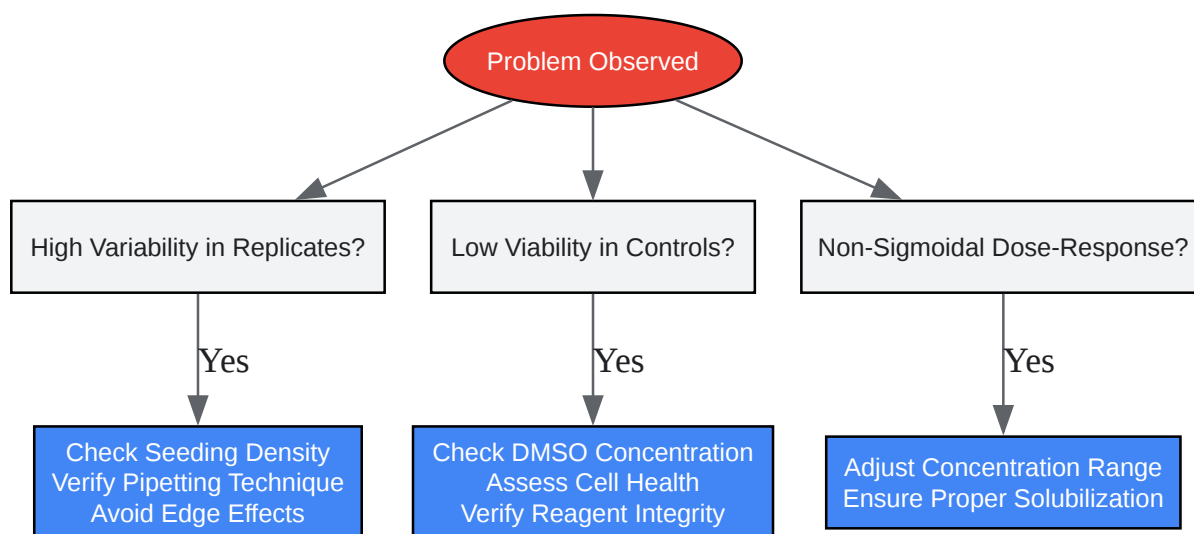 Problem Observed
High Variability in Replicates?
Low Viability in Controls?
Non-Sigmoidal Dose-Response?
Yes
Yes
Yes
Check Seeding Density
Verify Pipetting Technique
Avoid Edge Effects
Check DMSO Concentration
Assess Cell Health
Verify Reagent Integrity
Adjust Concentration Range
Ensure Proper Solubilization